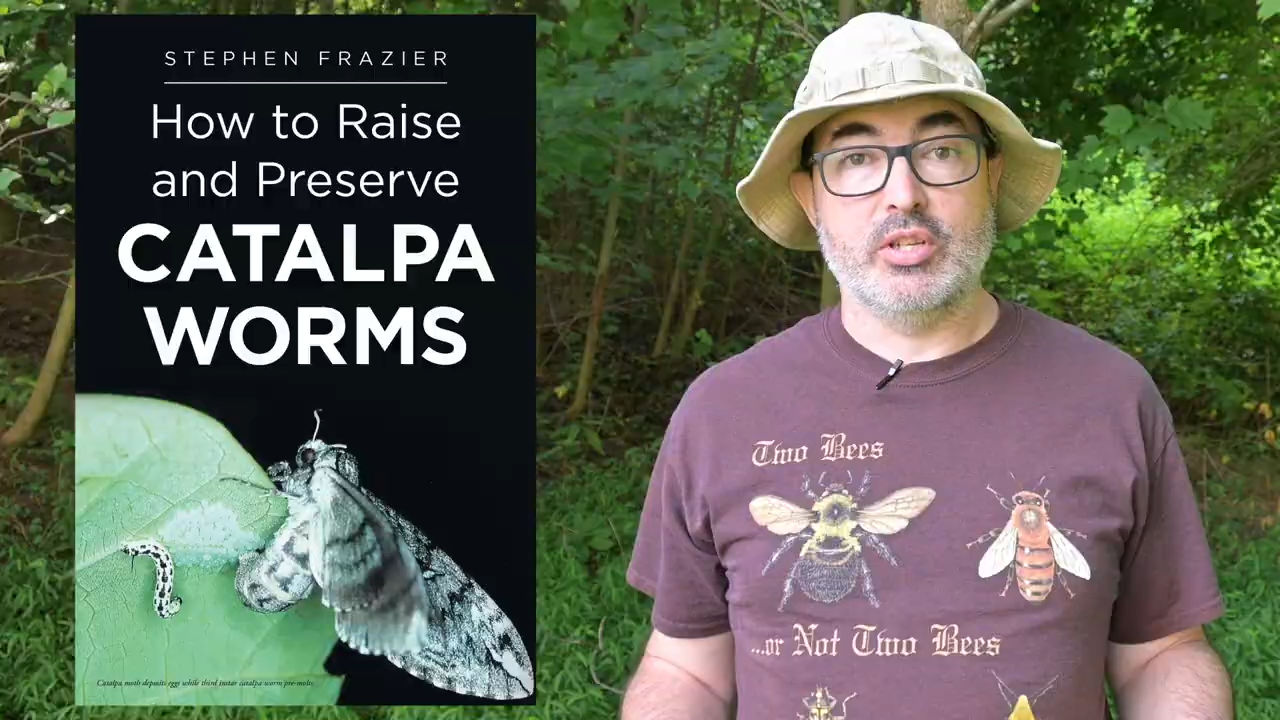 STEPHEN FRAZIER
How to Raise
and Preserve
CATALPA
WORMS
Catalpa moth deposits eggs while third instar catalpa worm pre-molts.
Two Bees
...or Not Two Bees